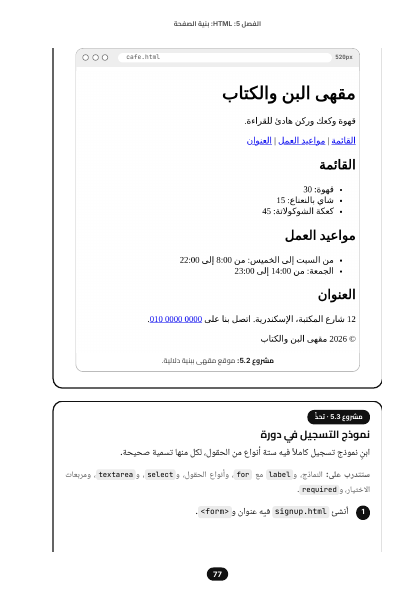 الفصل 5: HTML: بنية الصفحة
cafe.html
520px
مقهى البن والكتاب
قهوة وكعك وركن هادئ للقراءة.
القائمة | مواعيد العمل | العنوان
القائمة
• قهوة: 30
• شاي بالنعناع: 15
• كعكة الشوكولاتة: 45
مواعيد العمل
• من السبت إلى الخميس: من 8:00 إلى 22:00
• الجمعة: من 14:00 إلى 23:00
العنوان
12 شارع المكتبة، الإسكندرية. اتصل بنا على 010 0000 0000.
© 2026 مقهى البن والكتاب
مشروع 5.2: موقع مقهى ببنية دلالية.
مشروع 5.3 · تحدٍّ
نموذج التسجيل في دورة
ابنِ نموذج تسجيل كاملاً فيه ستة أنواع من الحقول، لكل منها تسمية صحيحة.
ستتدرب على: النماذج، و label مع for، وأنواع الحقول، و select، و textarea، ومربعات
الاختيار، و required.
1 أنشئ signup.html فيه عنوان و <form>.
77